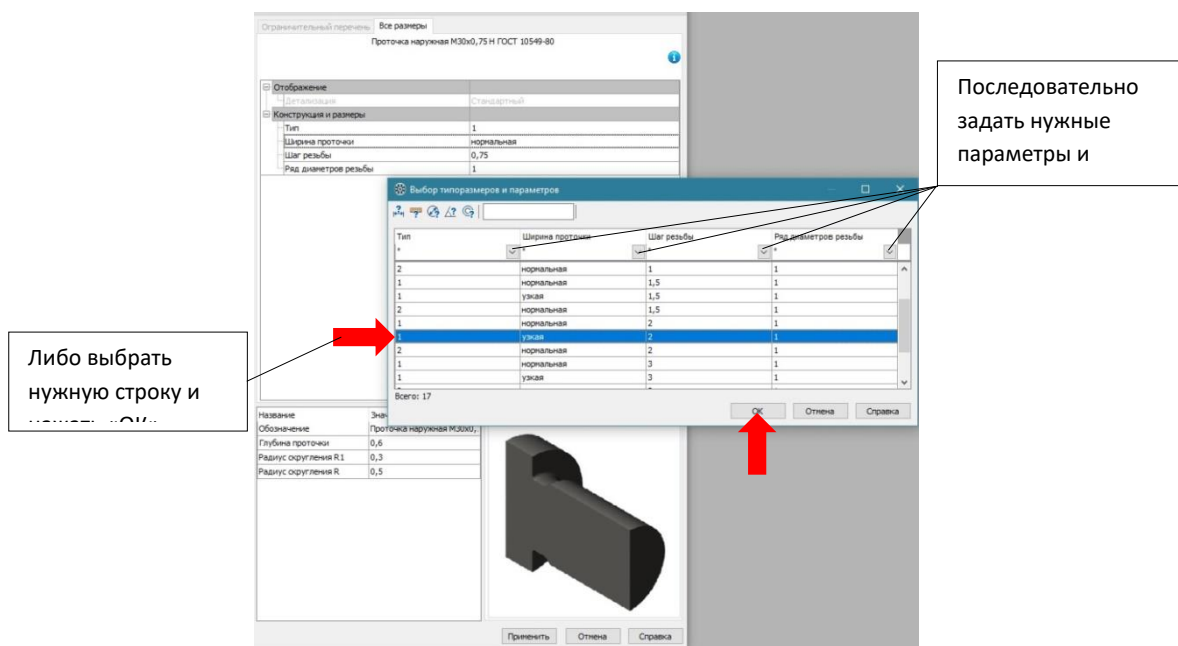 Ограничительный перечень Все размеры
Проточка наружная М30х0,75 Н ГОСТ 10549-80
Отображение
Детализация Стандартный
Конструкция и размеры
Тип 1
Ширина проточки нормальная
Шаг резьбы 0,75
Ряд диаметров резьбы 1
Последовательно
задать нужные
параметры и
Выбор типоразмеров и параметров
Тип Ширина проточки Шаг резьбы Ряд диаметров резьбы
* * * *
2 нормальная 1 1
1 нормальная 1,5 1
1 узкая 1,5 1
2 нормальная 1,5 1
1 нормальная 2 1
1 узкая 2 1
2 нормальная 2 1
1 нормальная 3 1
1 узкая 3 1
Всего: 17
ОК Отмена Справка
Либо выбрать
нужную строку и
нажать «ОК»
Название
Обозначение Проточка наружная М30х0,
Глубина проточки 0,6
Радиус скругления R1 0,3
Радиус скругления R 0,5
Применить Отмена Справка